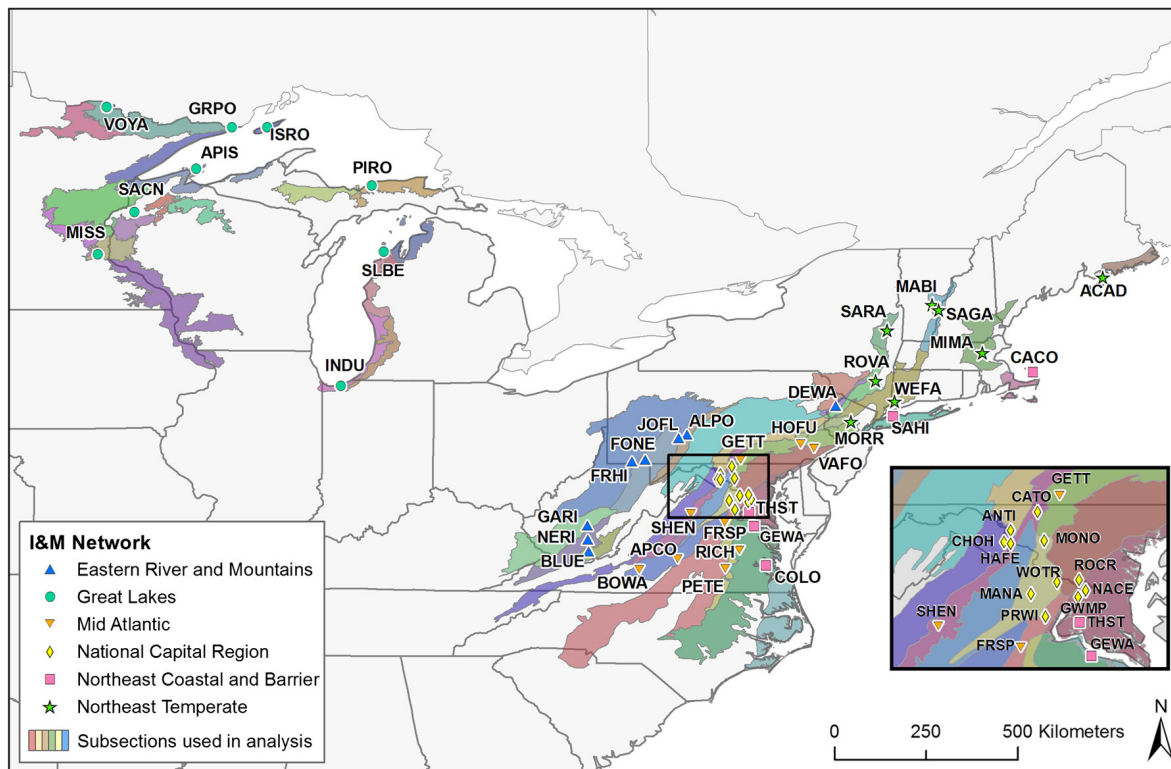 VOYA
GRPO
ISRO
APIS
PIRO
SACN
MISS
SLBE
INDU
MABI
ACAD
SARA
SAGA
MIMA
ROVA
CACO
DEWA
WEFA
JOFL
ALPO
HOFU
SAHI
FONE
GETT
MORR
FRHI
VAFO
GARI
SHEN
THST
NERI
FRSP
GEWA
BLUE
APCO
RICH
BOWA
PETE
COLO
I&M Network
Eastern River and Mountains
Great Lakes
Mid Atlantic
National Capital Region
Northeast Coastal and Barrier
Northeast Temperate
Subsections used in analysis
GETT
CATO
ANTI
CHOH
MONO
HAFE
WOTR
ROCR
MANA
NACE
SHEN
PRWI
GWMP
THST
FRSP
GEWA
N
0 250 500 Kilometers